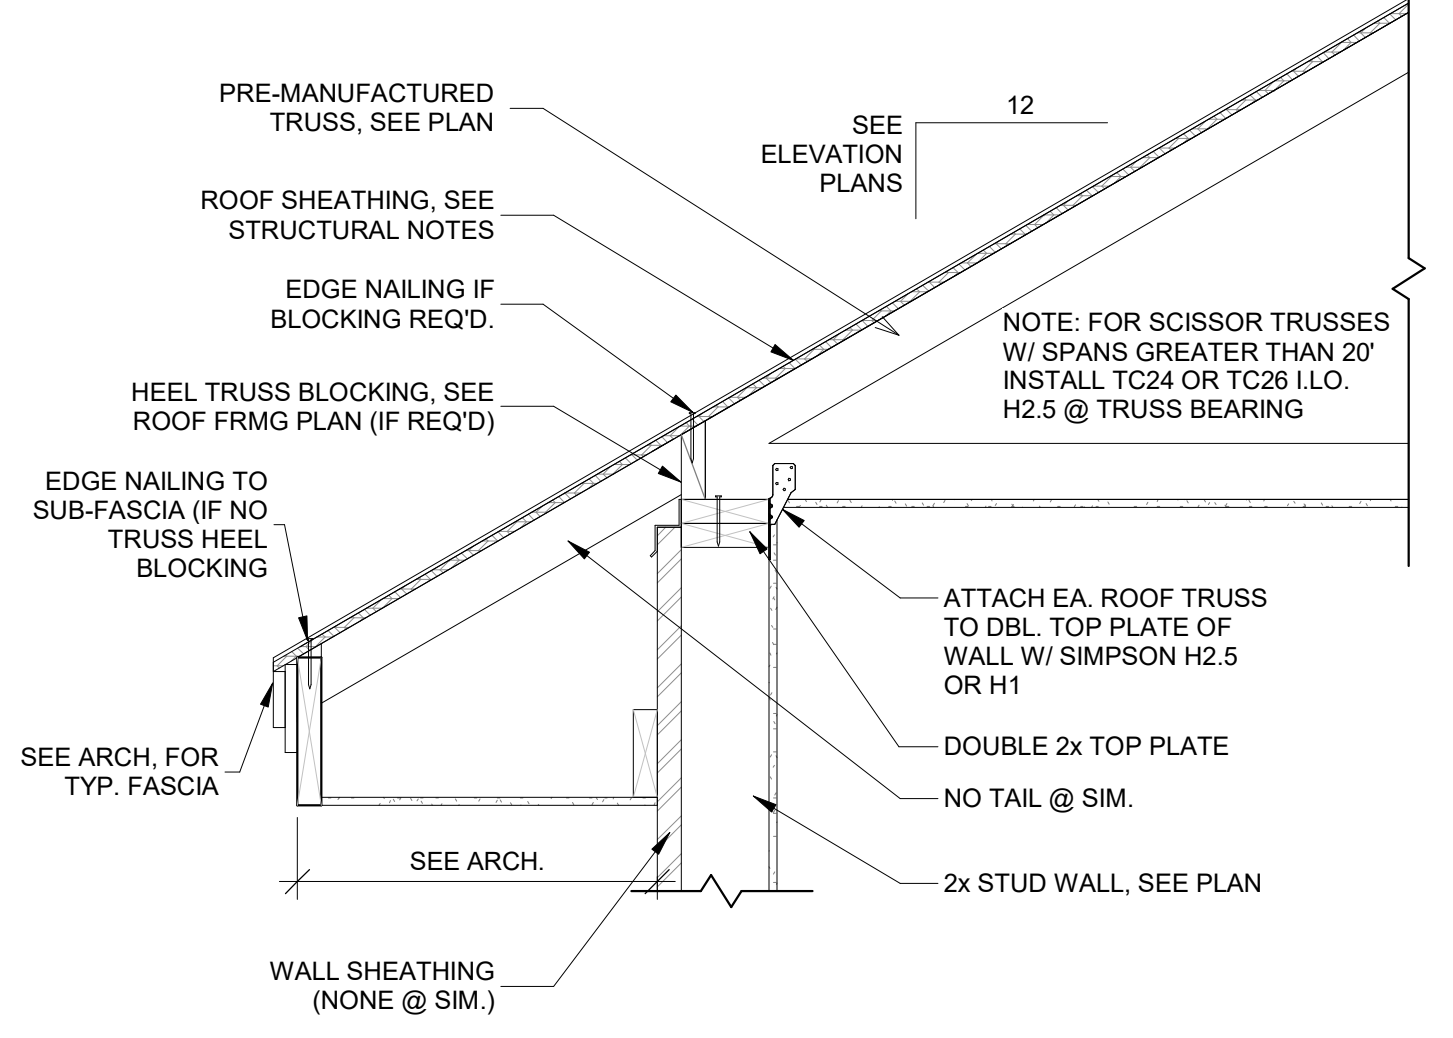 PRE-MANUFACTURED
TRUSS, SEE PLAN
12
SEE
ELEVATION
PLANS
ROOF SHEATHING, SEE
STRUCTURAL NOTES
EDGE NAILING IF
BLOCKING REQ'D.
NOTE: FOR SCISSOR TRUSSES
W/ SPANS GREATER THAN 20'
INSTALL TC24 OR TC26 I.LO.
H2.5 @ TRUSS BEARING
HEEL TRUSS BLOCKING, SEE
ROOF FRMG PLAN (IF REQ'D)
EDGE NAILING TO
SUB-FASCIA (IF NO
TRUSS HEEL
BLOCKING
ATTACH EA. ROOF TRUSS
TO DBL. TOP PLATE OF
WALL W/ SIMPSON H2.5
OR H1
SEE ARCH, FOR
TYP. FASCIA
DOUBLE 2x TOP PLATE
NO TAIL @ SIM.
SEE ARCH.
2x STUD WALL, SEE PLAN
WALL SHEATHING
(NONE @ SIM.)